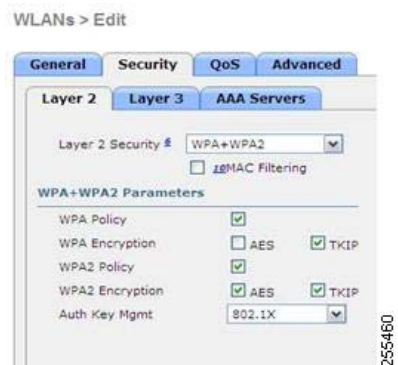 WLANs > Edit
General Security QoS Advanced
Layer 2 Layer 3 AAA Servers
Layer 2 Security 6 WPA+WPA2
10MAC Filtering
WPA+WPA2 Parameters
WPA Policy
WPA Encryption AES TKIP
WPA2 Policy
WPA2 Encryption AES TKIP
Auth Key Mgmt 802.1X
255460